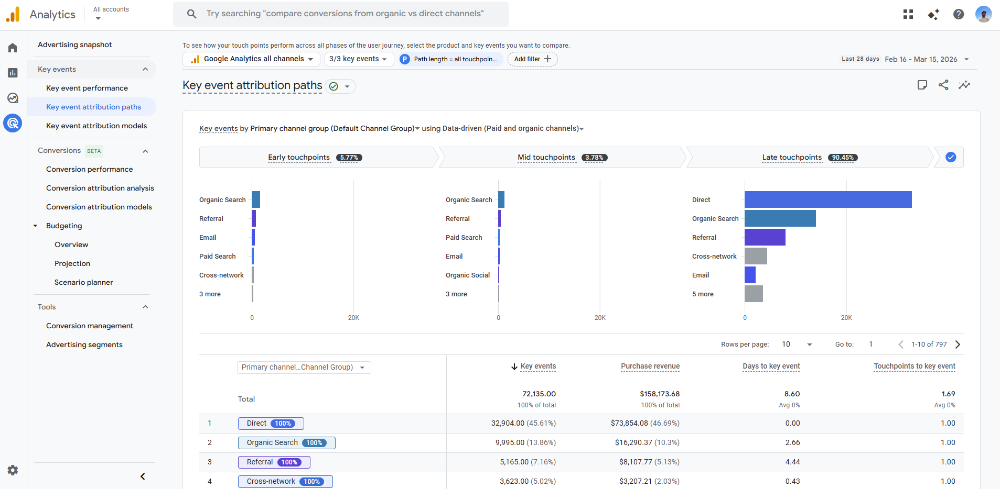 Analytics
All accounts
Try searching "compare conversions from organic vs direct channels"
Advertising snapshot
Key events
Key event performance
Key event attribution paths
Key event attribution models
Conversions BETA
Conversion performance
Conversion attribution analysis
Conversion attribution models
Budgeting
Overview
Projection
Scenario planner
Tools
Conversion management
Advertising segments
To see how your touch points perform across all phases of the user journey, select the product and key events you want to compare.
Google Analytics all channels
3/3 key events
P Path length = all touchpoin...
Add filter
Last 28 days Feb 16 - Mar 15, 2026
Key event attribution paths
Key events by Primary channel group (Default Channel Group) using Data-driven (Paid and organic channels)
Early touchpoints 5.77%
Mid touchpoints 3.78%
Late touchpoints 90.45%
Organic Search
Referral
Email
Paid Search
Cross-network
3 more
0 20K
Organic Search
Referral
Paid Search
Email
Organic Social
3 more
0 20K
Direct
Organic Search
Referral
Cross-network
Email
5 more
0 20K
Rows per page: 10 Go to: 1 1-10 of 797
Primary channel...Channel Group) Key events Purchase revenue Days to key event Touchpoints to key event
Total 72,135.00 $158,173.68 8.60 1.69
100% of total 100% of total Avg 0% Avg 0%
1 Direct 100% 32,904.00 (45.61%) $73,854.08 (46.69%) 0.00 1.00
2 Organic Search 100% 9,995.00 (13.86%) $16,290.37 (10.3%) 2.66 1.00
3 Referral 100% 5,165.00 (7.16%) $8,107.77 (5.13%) 4.44 1.00
4 Cross-network 100% 3,623.00 (5.02%) $3,207.21 (2.03%) 0.43 1.00